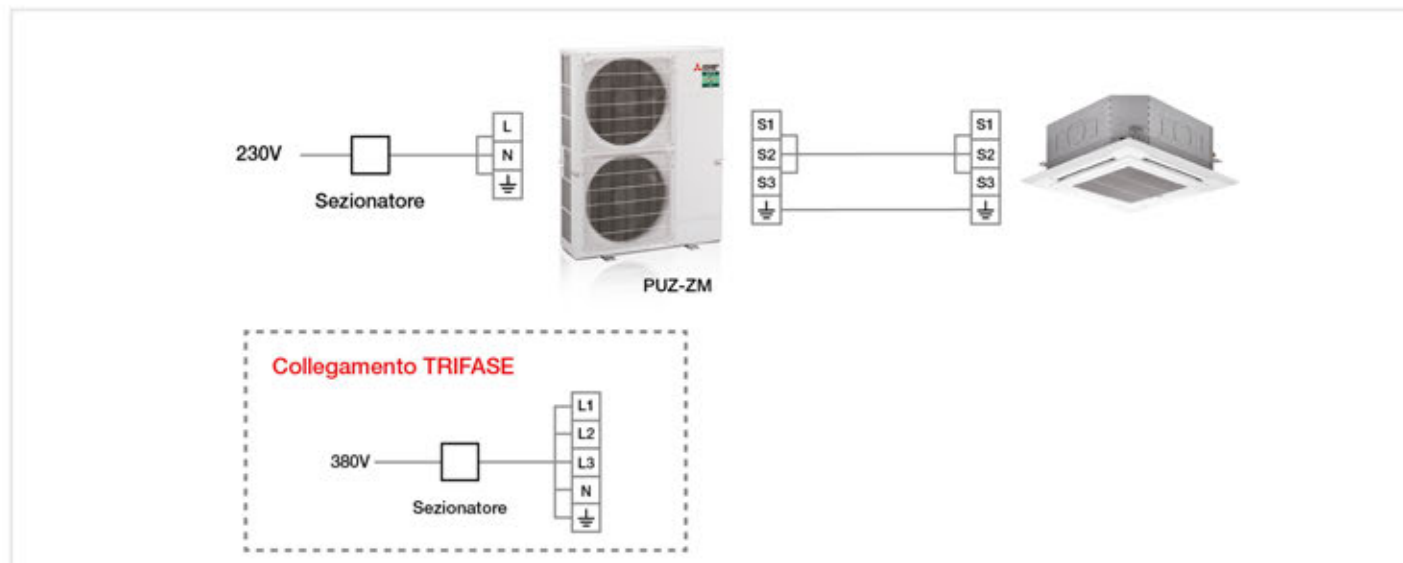 230V
Sezionatore
L
N
PUZ-ZM
S1
S2
S3
S1
S2
S3
Collegamento TRIFASE
380V
Sezionatore
L1
L2
L3
N